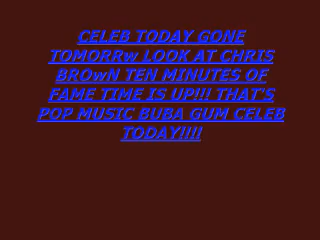 CELEB TODAY GONE
TOMORRw LOOK AT CHRIS
BROwN TEN MINUTES OF
FAME TIME IS UP!!! THAT'S
POP MUSIC BUBA GUM CELEB
TODAY!!!!